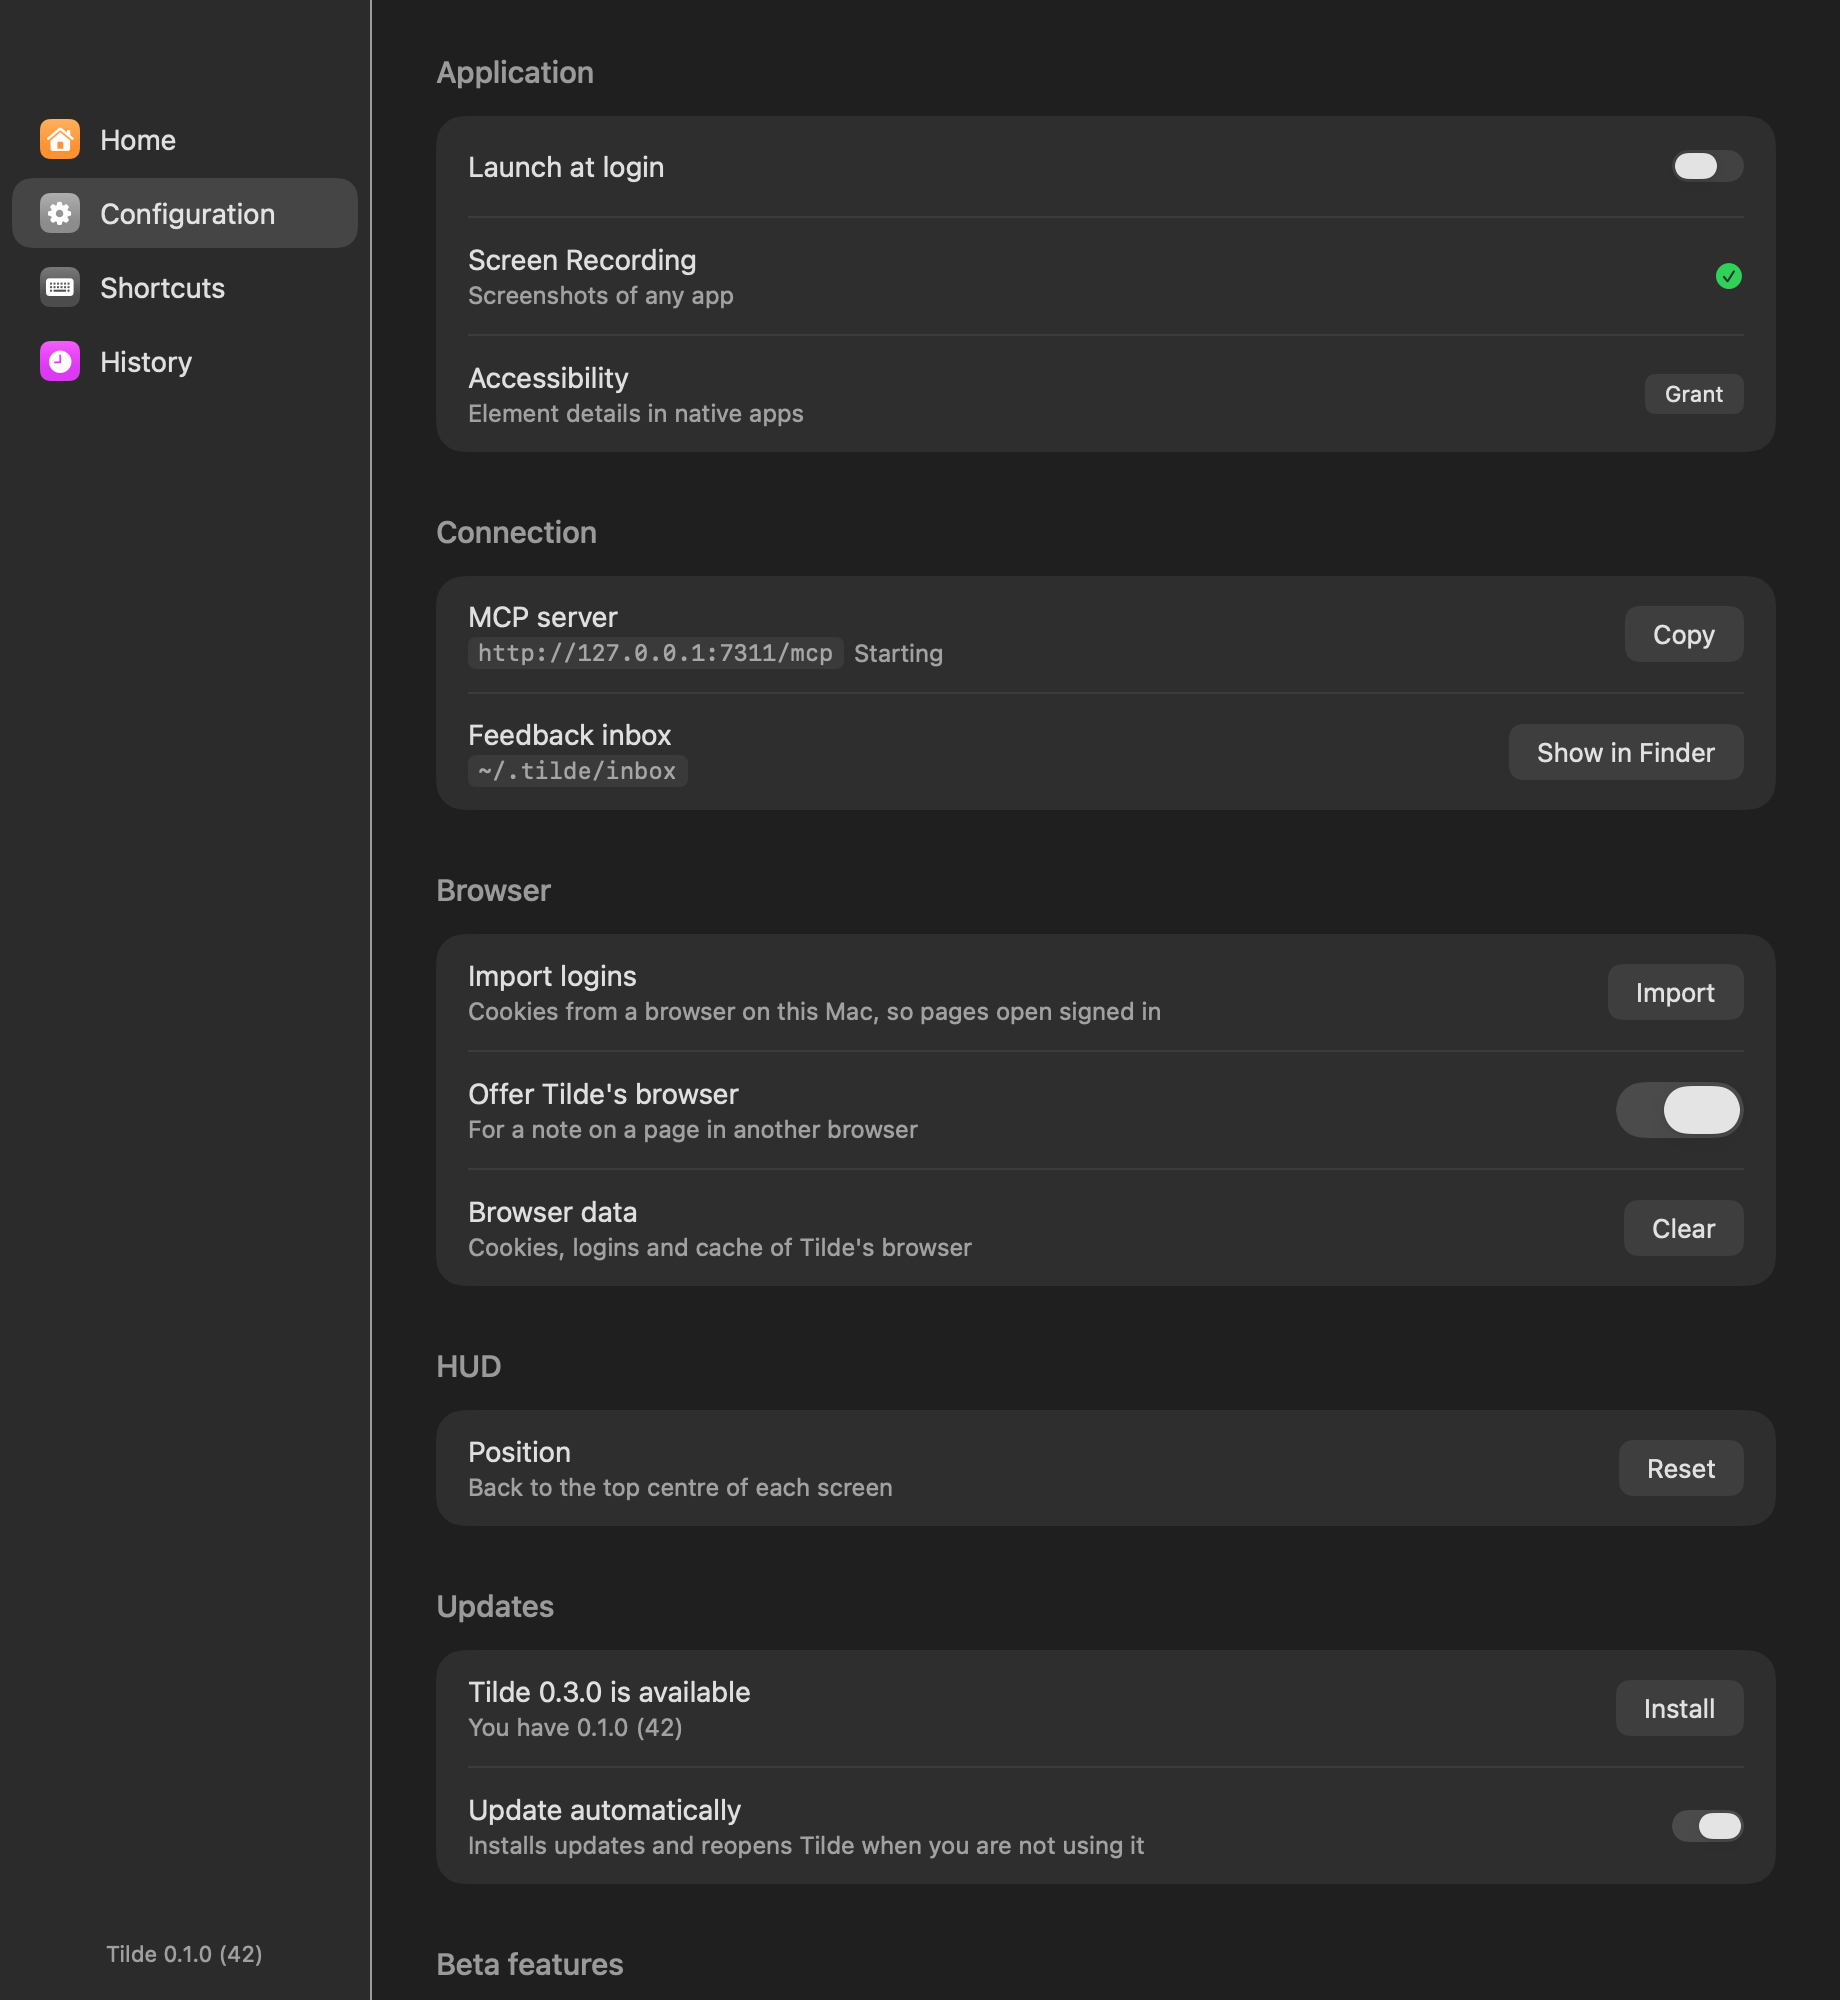 Home
Configuration
Shortcuts
History
Tilde 0.1.0 (42)
Application
Launch at login
Screen Recording
Screenshots of any app
Accessibility
Element details in native apps
Grant
Connection
MCP server
http://127.0.0.1:7311/mcp Starting
Copy
Feedback inbox
~/.tilde/inbox
Show in Finder
Browser
Import logins
Cookies from a browser on this Mac, so pages open signed in
Import
Offer Tilde's browser
For a note on a page in another browser
Browser data
Cookies, logins and cache of Tilde's browser
Clear
HUD
Position
Back to the top centre of each screen
Reset
Updates
Tilde 0.3.0 is available
You have 0.1.0 (42)
Install
Update automatically
Installs updates and reopens Tilde when you are not using it
Beta features